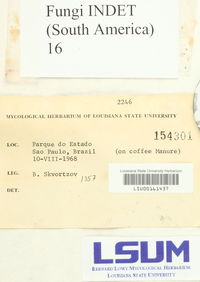 Fungi INDET
(South America)
16
2246
MYCOLOGICAL HERBARIUM OF LOUISIANA STATE UNIVERSITY
154301
LOC. Parque do Estado
Sao Paulo, Brazil (on coffee Manure)
10-VIII-1968
LEG. B. Skvortzov 1357
DET.
Louisiana State University Herbarium
LSU00161437
LSUM
BERNARD LOWY MYCOLOGICAL HERBARIUM
LOUISIANA STATE UNIVERSITY